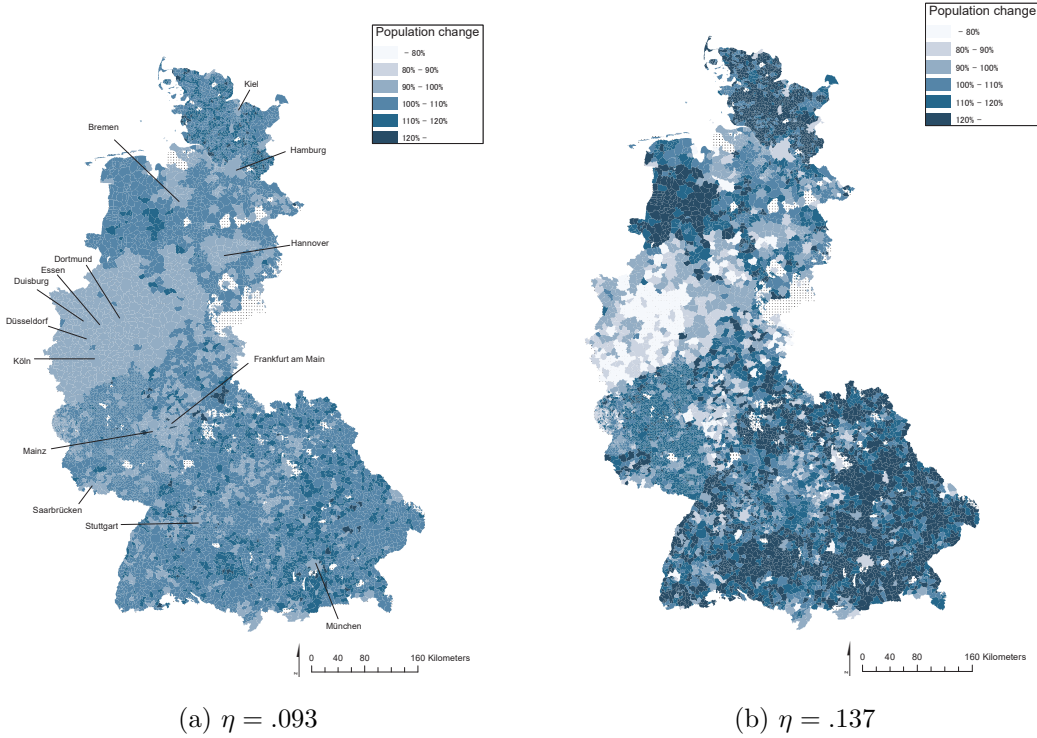 Population change
– 80%
80% – 90%
90% – 100%
100% – 110%
110% – 120%
120% –
Kiel
Bremen
Hamburg
Hannover
Dortmund
Essen
Duisburg
Düsseldorf
Köln
Frankfurt am Main
Mainz
Saarbrücken
Stuttgart
München
0 40 80 160 Kilometers
(a) η = .093
Population change
– 80%
80% – 90%
90% – 100%
100% – 110%
110% – 120%
120% –
0 40 80 160 Kilometers
(b) η = .137